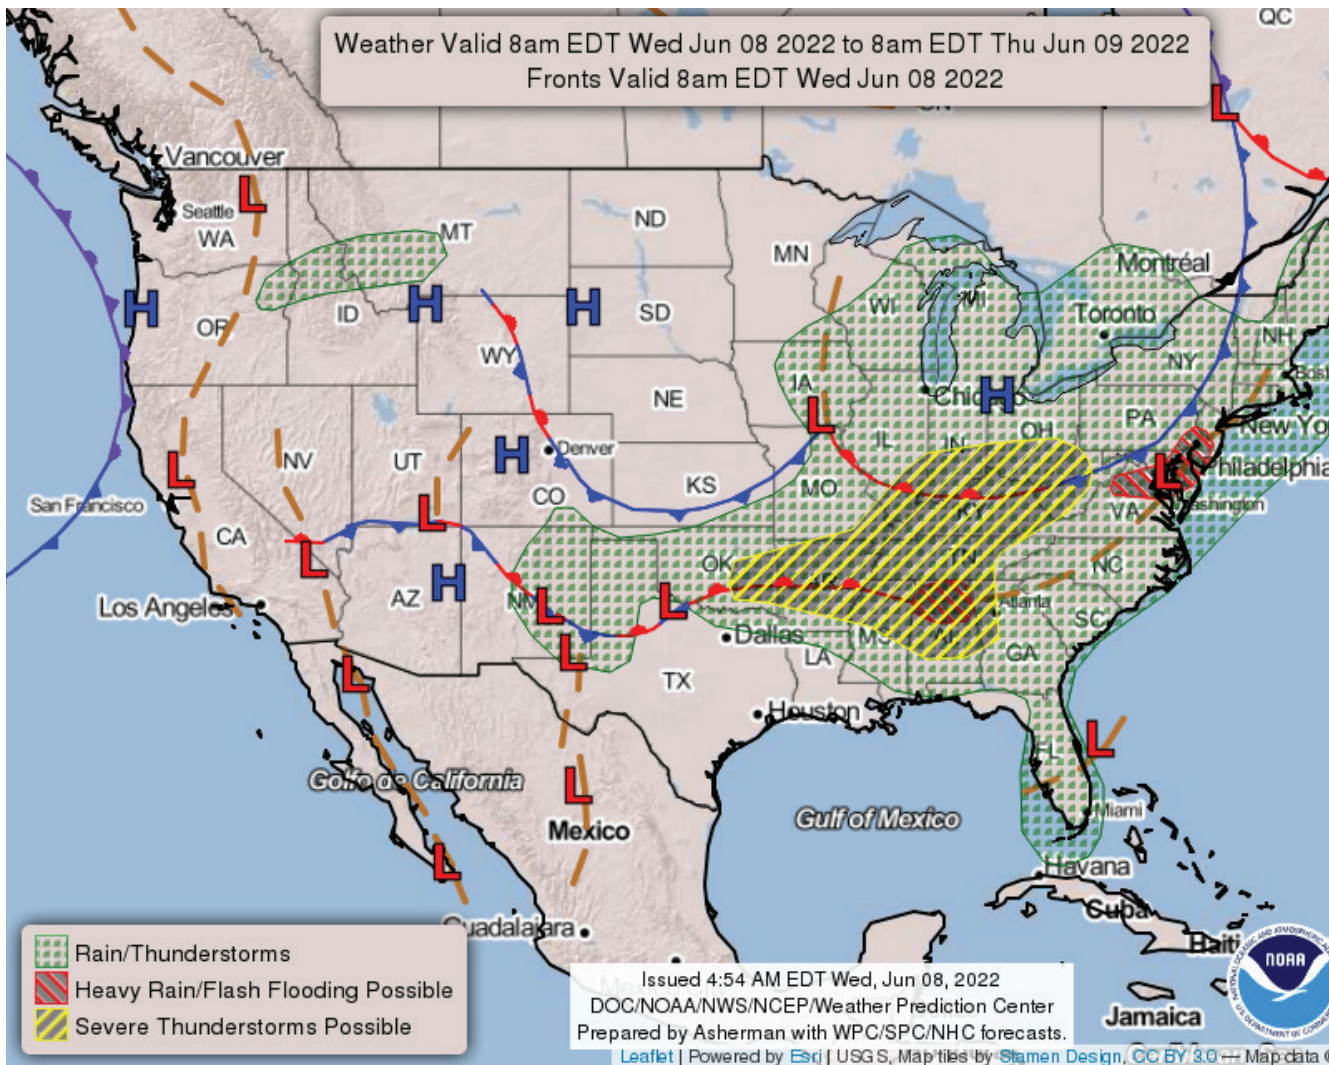 Weather Valid 8am EDT Wed Jun 08 2022 to 8am EDT Thu Jun 09 2022
Fronts Valid 8am EDT Wed Jun 08 2022
QC
Vancouver
L
L
Seattle
WA
MT
ND
MN
Montréal
H
OR
H
ID
H
SD
WI
MI
Toronto
NH
WY
NY
Bost
IA
H
Chicago
NE
L
PA
New Yo
OH
IL
IN
NV
UT
H
Denver
L
CO
KS
MO
L
Philadelphia
San Francisco
L
KY
VA
Washington
CA
L
OK
TN
NC
Los Angeles
AZ
H
NM
L
L
AR
Atlanta
SC
Dallas
MS
AL
GA
L
LA
L
TX
Houston
L
FL
Golfo de California
L
Mexico
Gulf of Mexico
Miami
L
Havana
Guadalajara
Cuba
Haiti
NOAA
Jamaica
Rain/Thunderstorms
Heavy Rain/Flash Flooding Possible
Severe Thunderstorms Possible
Issued 4:54 AM EDT Wed, Jun 08, 2022
DOC/NOAA/NWS/NCEP/Weather Prediction Center
Prepared by Asherman with WPC/SPC/NHC forecasts.
Leaflet | Powered by Esri | USGS, Map tiles by Stamen Design, CC BY 3.0 — Map data ©